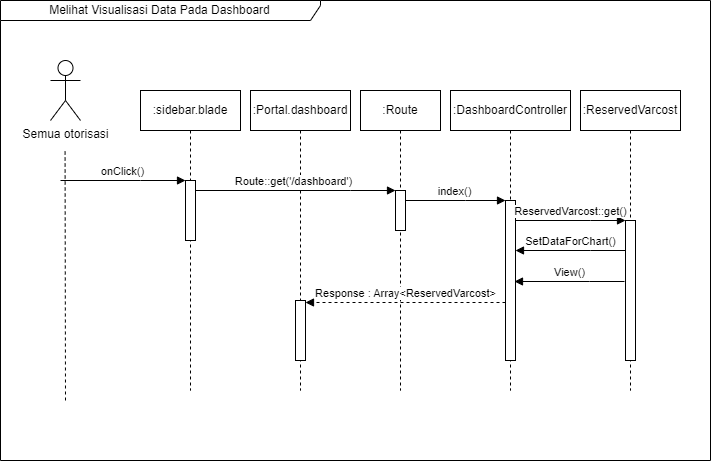 Melihat Visualisasi Data Pada Dashboard
Semua otorisasi
:sidebar.blade
:Portal.dashboard
:Route
:DashboardController
:ReservedVarcost
onClick()
Route::get('/dashboard')
index()
ReservedVarcost::get()
SetDataForChart()
View()
Response : Array<ReservedVarcost>